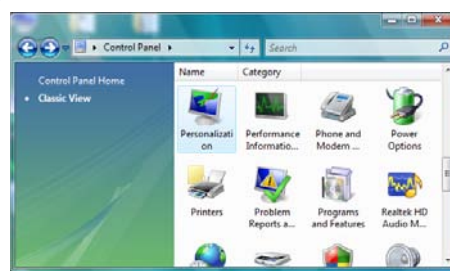 Control Panel
Search
Control Panel Home
Classic View
Name Category
Personalizati
on
Performance
Informatio...
Phone and
Modem ...
Power
Options
Printers
Problem
Reports a...
Programs
and Features
Realtek HD
Audio M...